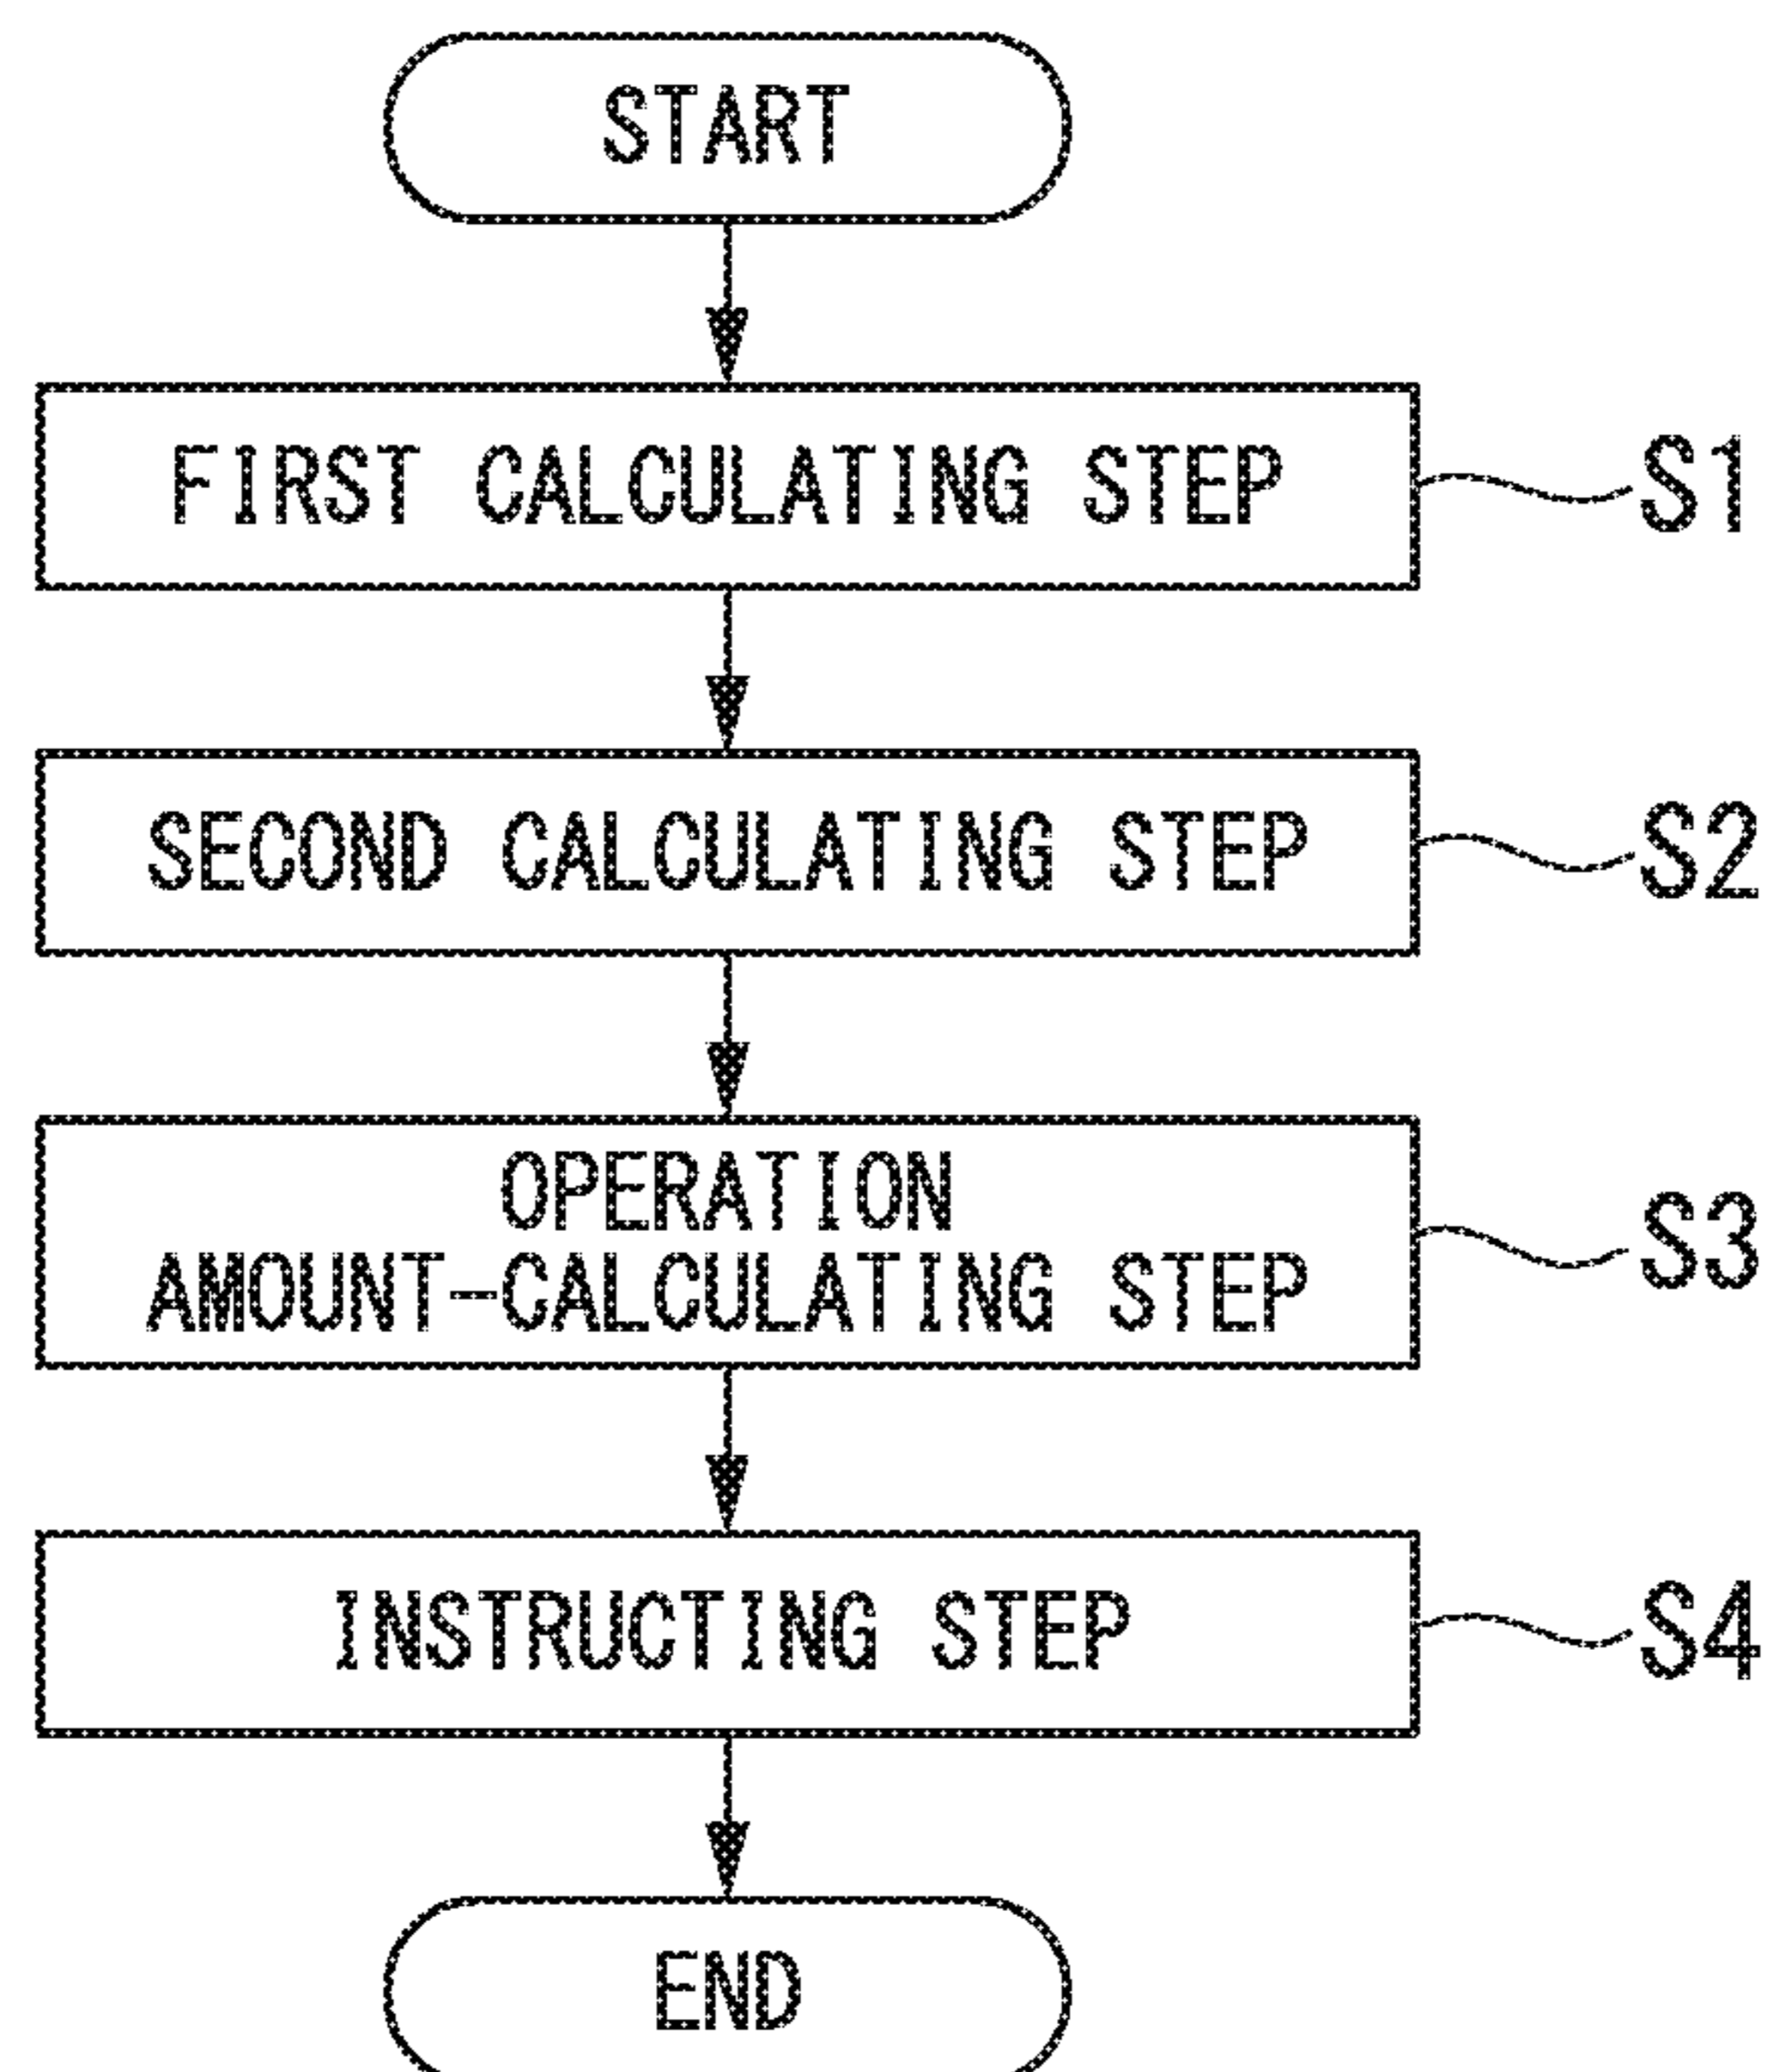 START
FIRST CALCULATING STEP
S1
SECOND CALCULATING STEP
S2
OPERATION
AMOUNT-CALCULATING STEP
S3
INSTRUCTING STEP
S4
END